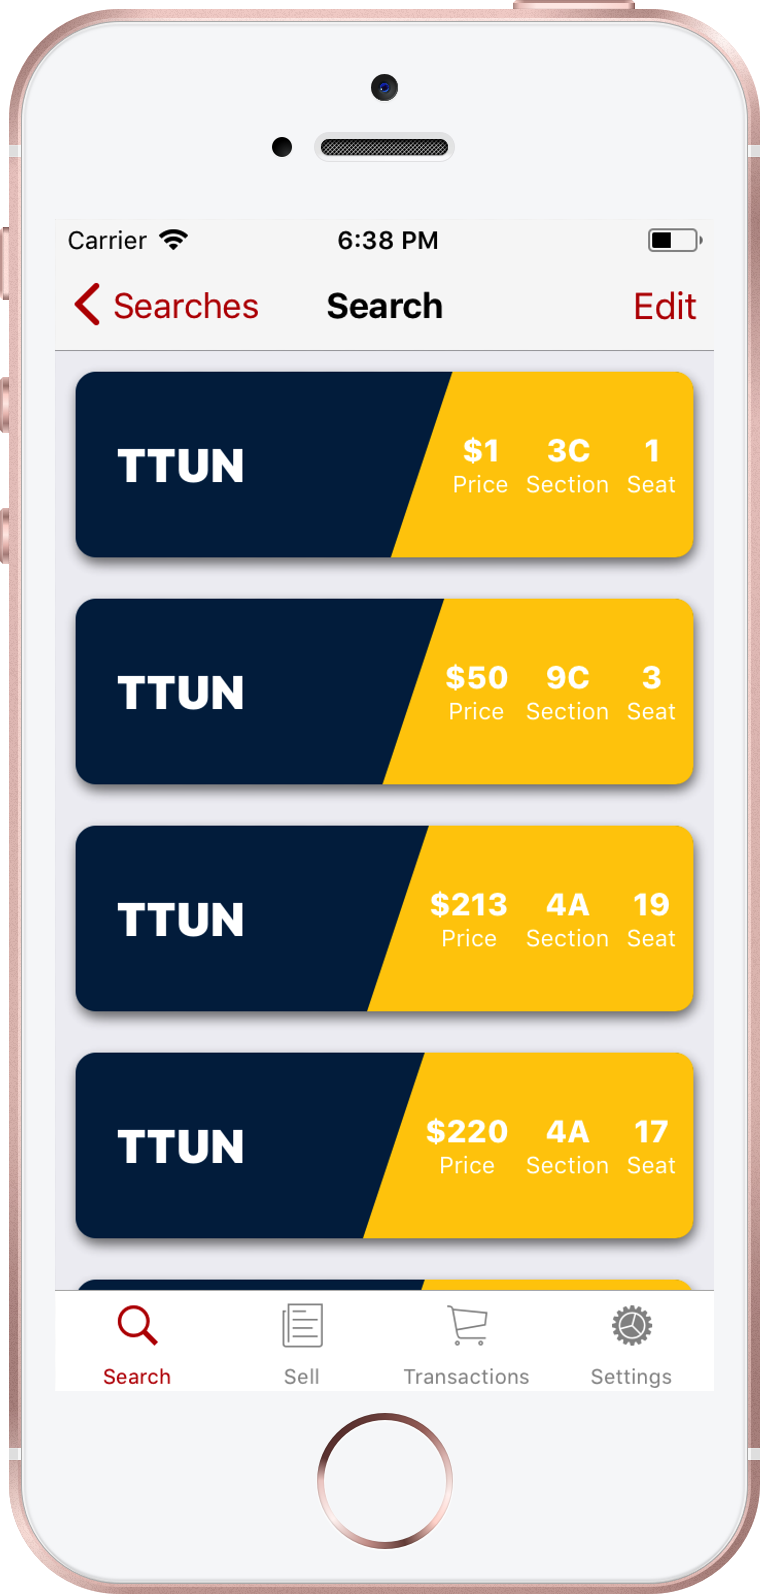 Carrier 6:38 PM
Searches Search Edit
TTUN
$1 3C 1
Price Section Seat
TTUN
$50 9C 3
Price Section Seat
TTUN
$213 4A 19
Price Section Seat
TTUN
$220 4A 17
Price Section Seat
Search Sell Transactions Settings